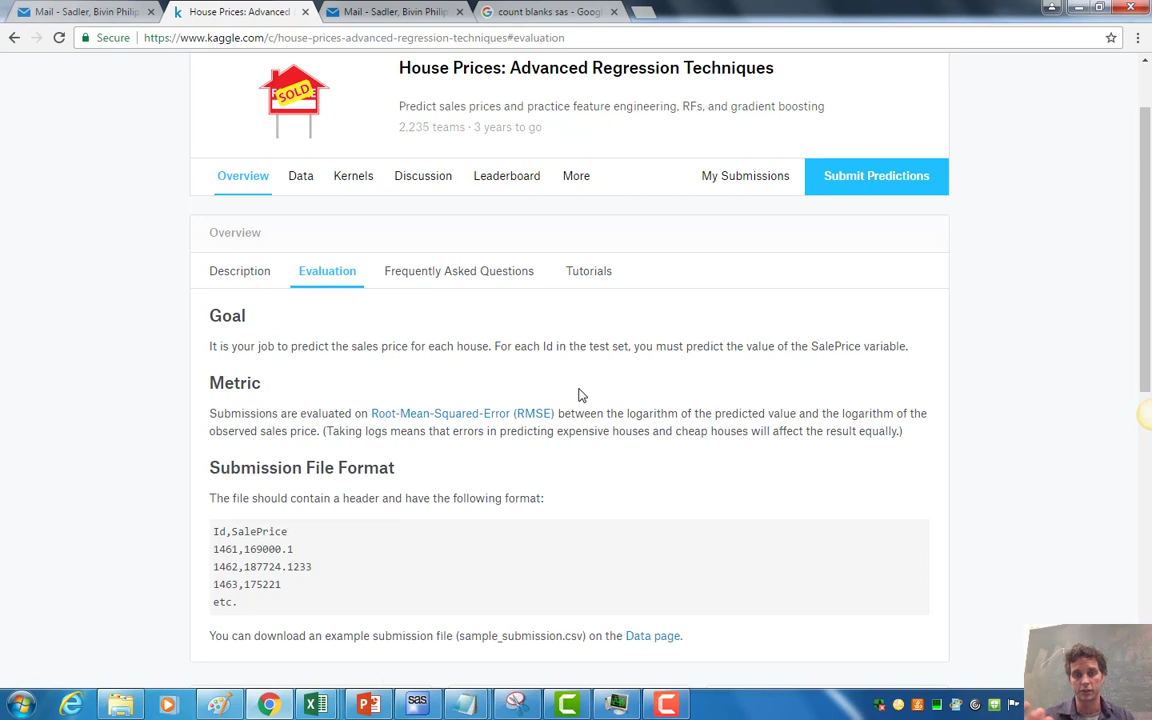 Mail - Sadler, Bivin Philip
House Prices: Advanced
Mail - Sadler, Bivin Philip
count blanks sas - Goog
Secure
https://www.kaggle.com/c/house-prices-advanced-regression-techniques#evaluation
SOLD
House Prices: Advanced Regression Techniques
Predict sales prices and practice feature engineering, RFs, and gradient boosting
2,235 teams · 3 years to go
Overview Data Kernels Discussion Leaderboard More My Submissions Submit Predictions
Overview
Description Evaluation Frequently Asked Questions Tutorials
Goal
It is your job to predict the sales price for each house. For each Id in the test set, you must predict the value of the SalePrice variable.
Metric
Submissions are evaluated on Root-Mean-Squared-Error (RMSE) between the logarithm of the predicted value and the logarithm of the
observed sales price. (Taking logs means that errors in predicting expensive houses and cheap houses will affect the result equally.)
Submission File Format
The file should contain a header and have the following format:
Id,SalePrice
1461,169000.1
1462,187724.1233
1463,175221
etc.
You can download an example submission file (sample_submission.csv) on the Data page.
sas